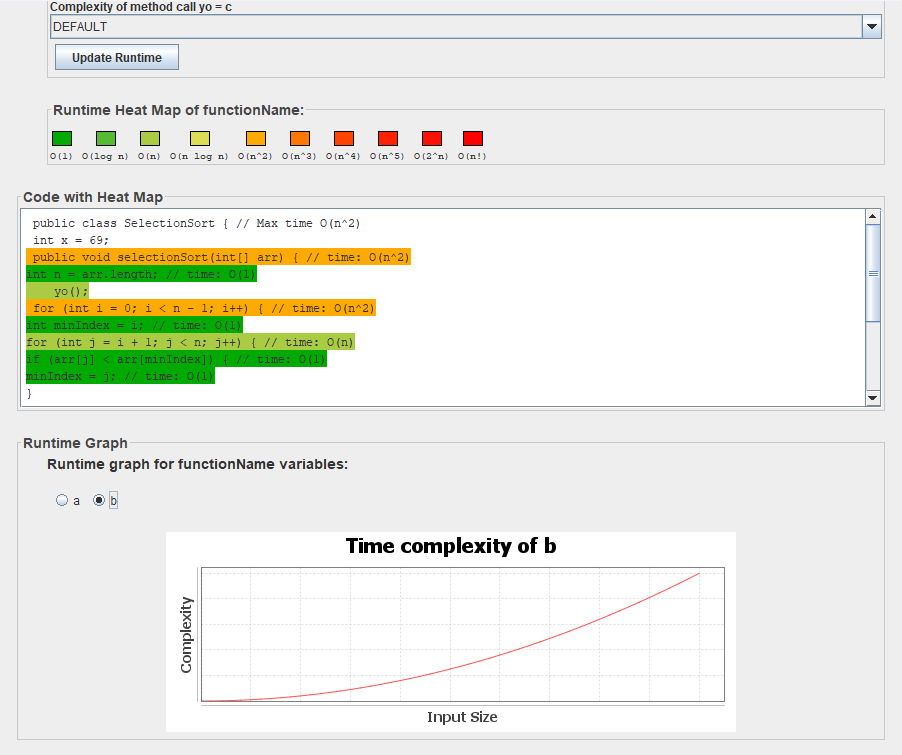 Complexity of method call yo = c
DEFAULT
Update Runtime
Runtime Heat Map of functionName:
O(1) O(log n) O(n) O(n log n) O(n^2) O(n^3) O(n^4) O(n^5) O(2^n) O(n!)
Code with Heat Map
public class SelectionSort { // Max time O(n^2)
int x = 69;
public void selectionSort(int[] arr) { // time: O(n^2)
int n = arr.length; // time: O(1)
yo();
for (int i = 0; i < n - 1; i++) { // time: O(n^2)
int minIndex = i; // time: O(1)
for (int j = i + 1; j < n; j++) { // time: O(n)
if (arr[j] < arr[minIndex]) { // time: O(1)
minIndex = j; // time: O(1)
}
Runtime Graph
Runtime graph for functionName variables:
a b
Time complexity of b
Complexity
Input Size